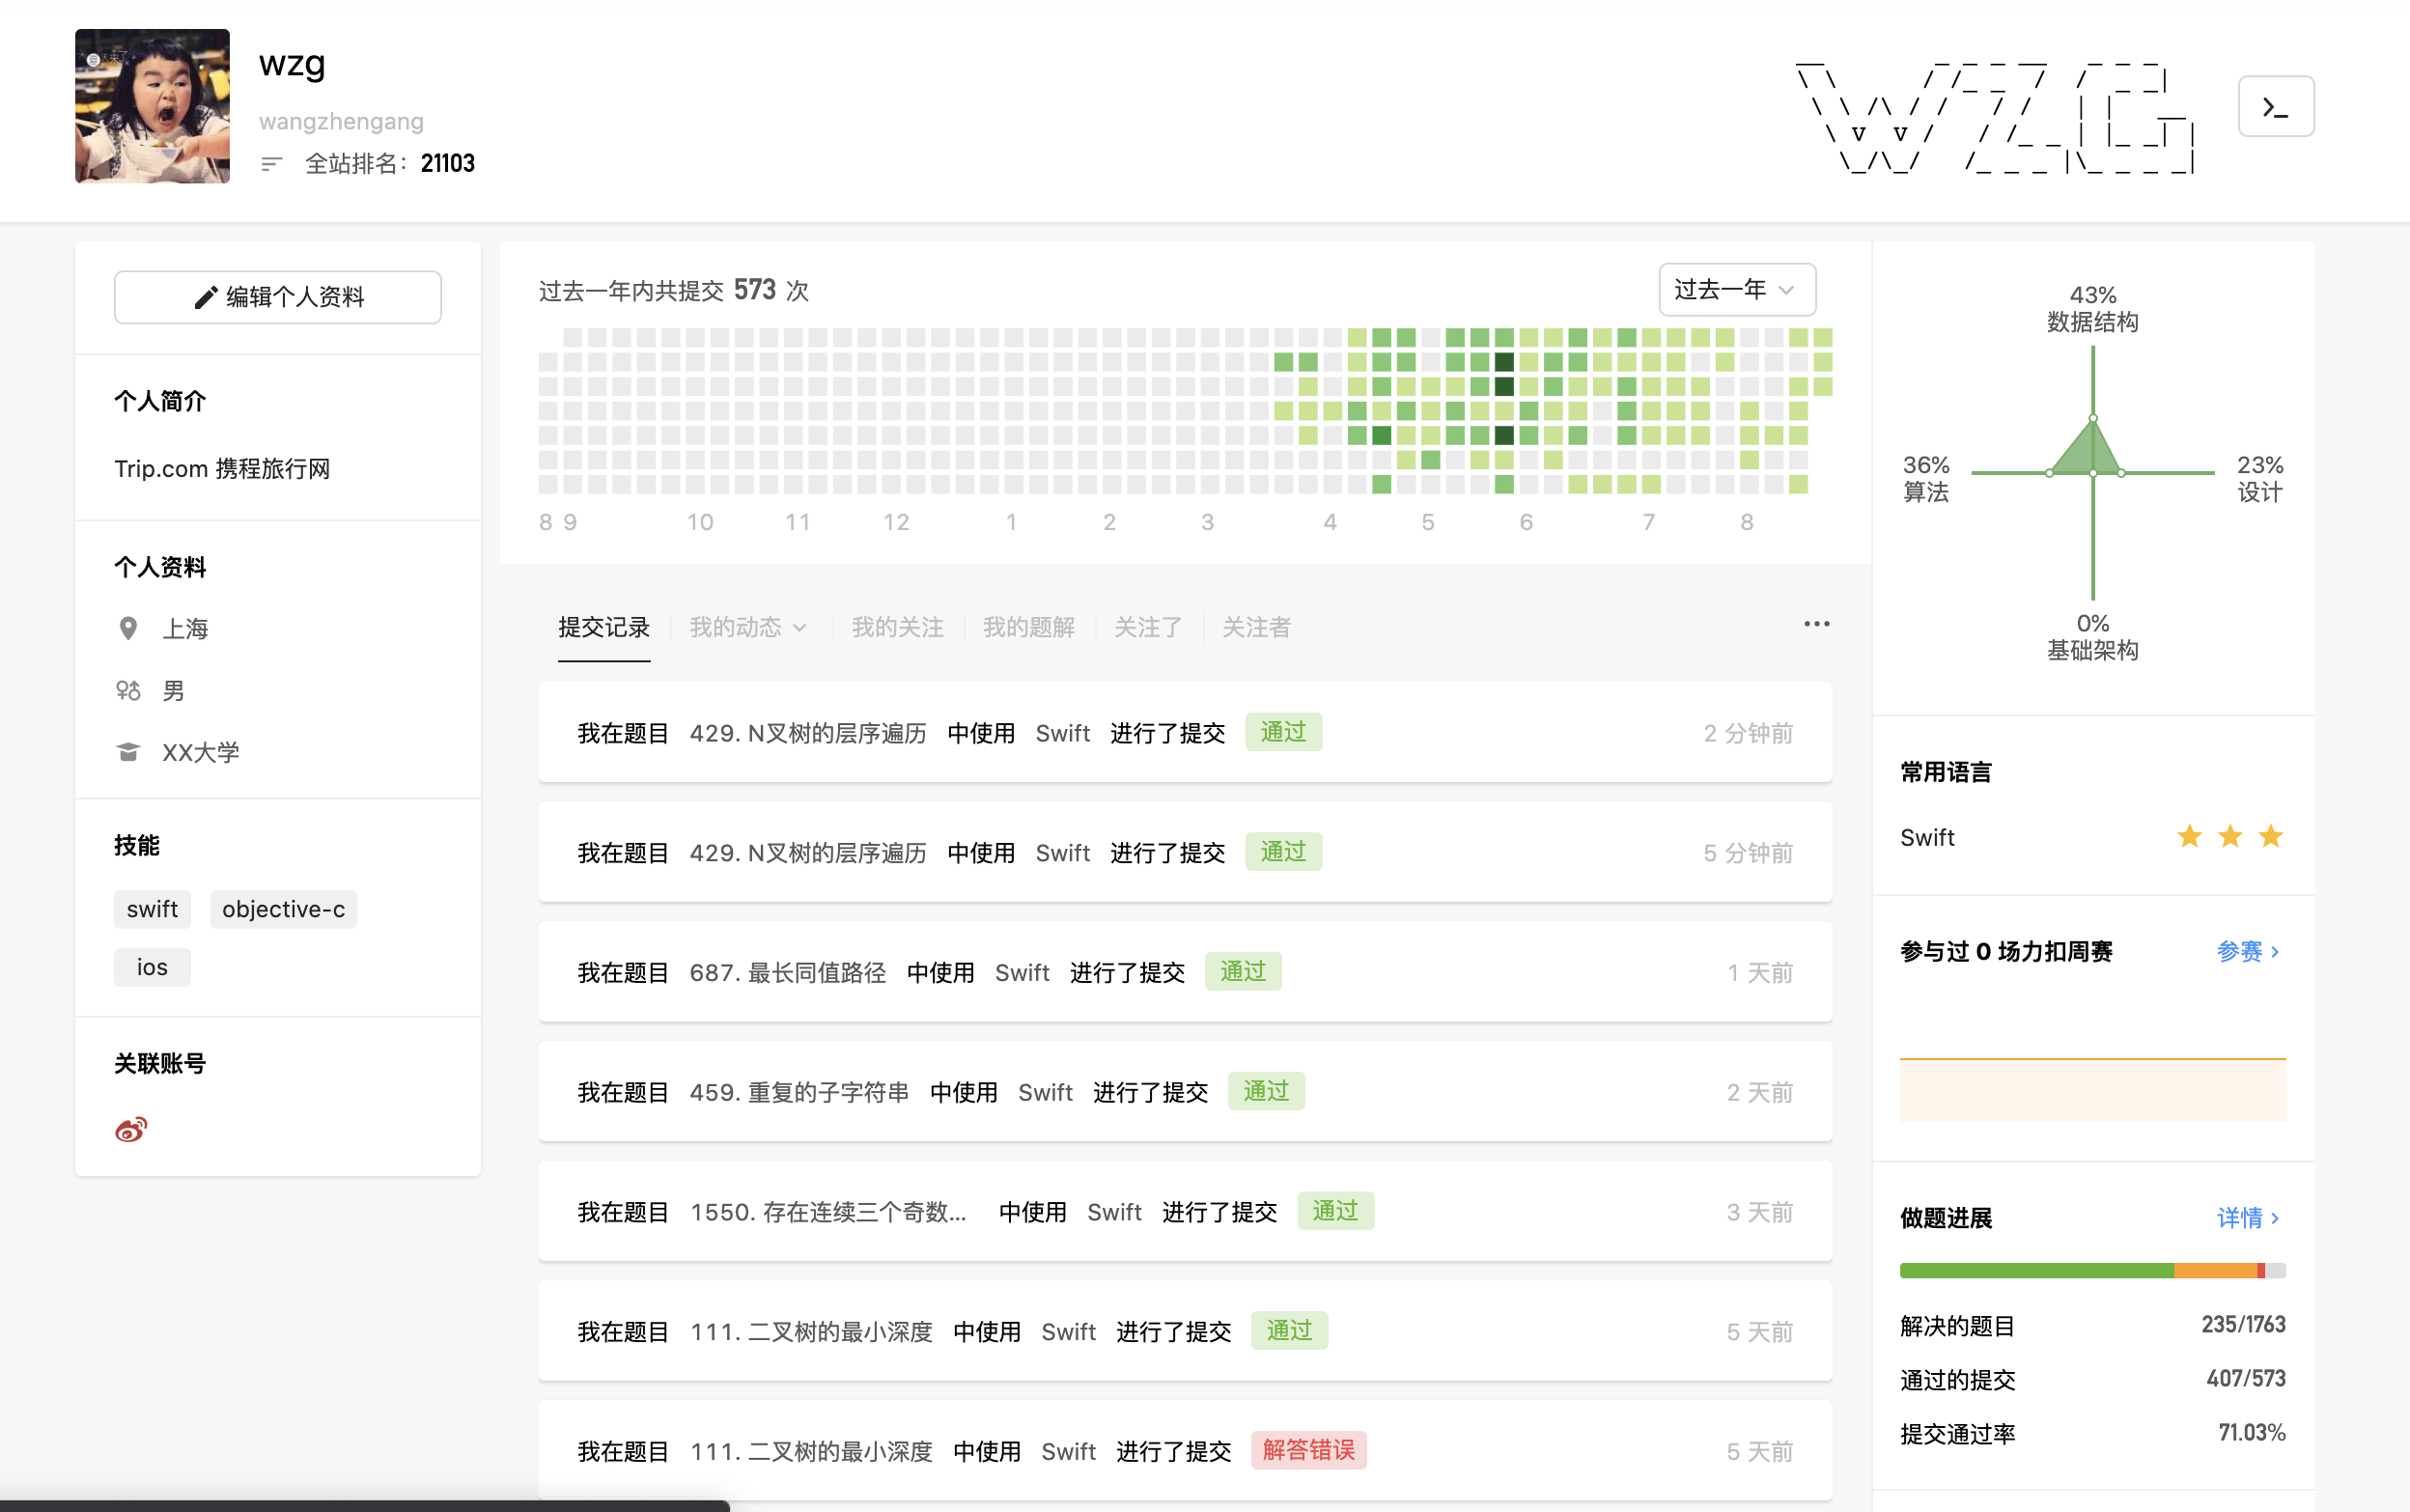 wzg
wangzhengang
全站排名： 21103
编辑个人资料
个人简介
Trip.com 携程旅行网
个人资料
上海
男
XX大学
技能
swift objective-c
ios
关联账号
过去一年内共提交 573 次
过去一年
8 9 10 11 12 1 2 3 4 5 6 7 8
提交记录 我的动态 我的关注 我的题解 关注了 关注者
我在题目 429. N叉树的层序遍历 中使用 Swift 进行了提交 通过 2 分钟前
我在题目 429. N叉树的层序遍历 中使用 Swift 进行了提交 通过 5 分钟前
我在题目 687. 最长同值路径 中使用 Swift 进行了提交 通过 1 天前
我在题目 459. 重复的子字符串 中使用 Swift 进行了提交 通过 2 天前
我在题目 1550. 存在连续三个奇数... 中使用 Swift 进行了提交 通过 3 天前
我在题目 111. 二叉树的最小深度 中使用 Swift 进行了提交 通过 5 天前
我在题目 111. 二叉树的最小深度 中使用 Swift 进行了提交 解答错误 5 天前
43%
数据结构
36%
算法
23%
设计
0%
基础架构
常用语言
Swift
参与过 0 场力扣周赛 参赛 >
做题进展 详情 >
解决的题目 235/1763
通过的提交 407/573
提交通过率 71.03%